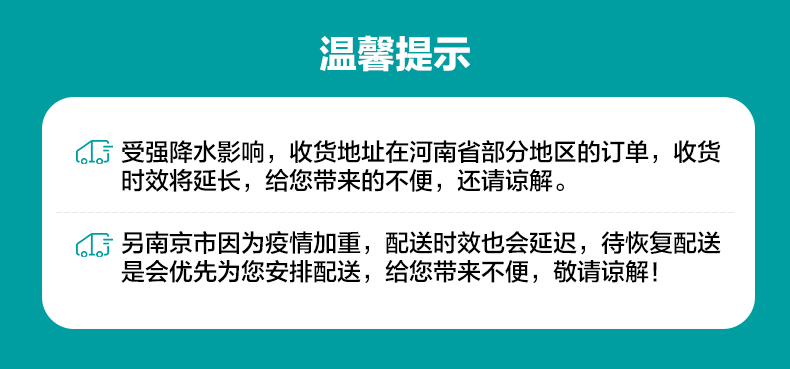 温馨提示
受强降水影响，收货地址在河南省部分地区的订单，收货
时效将延长，给您带来的不便，还请谅解。
另南京市因为疫情加重，配送时效也会延迟，待恢复配送
是会优先为您安排配送，给您带来不便，敬请谅解！